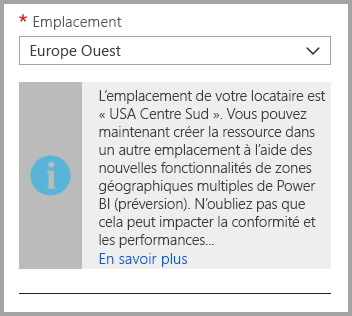 * Emplacement
Europe Ouest
L'emplacement de votre locataire est
« USA Centre Sud ». Vous pouvez
maintenant créer la ressource dans
un autre emplacement à l'aide des
nouvelles fonctionnalités de zones
géographiques multiples de Power
BI (préversion). N'oubliez pas que
cela peut impacter la conformité et
les performances...
En savoir plus